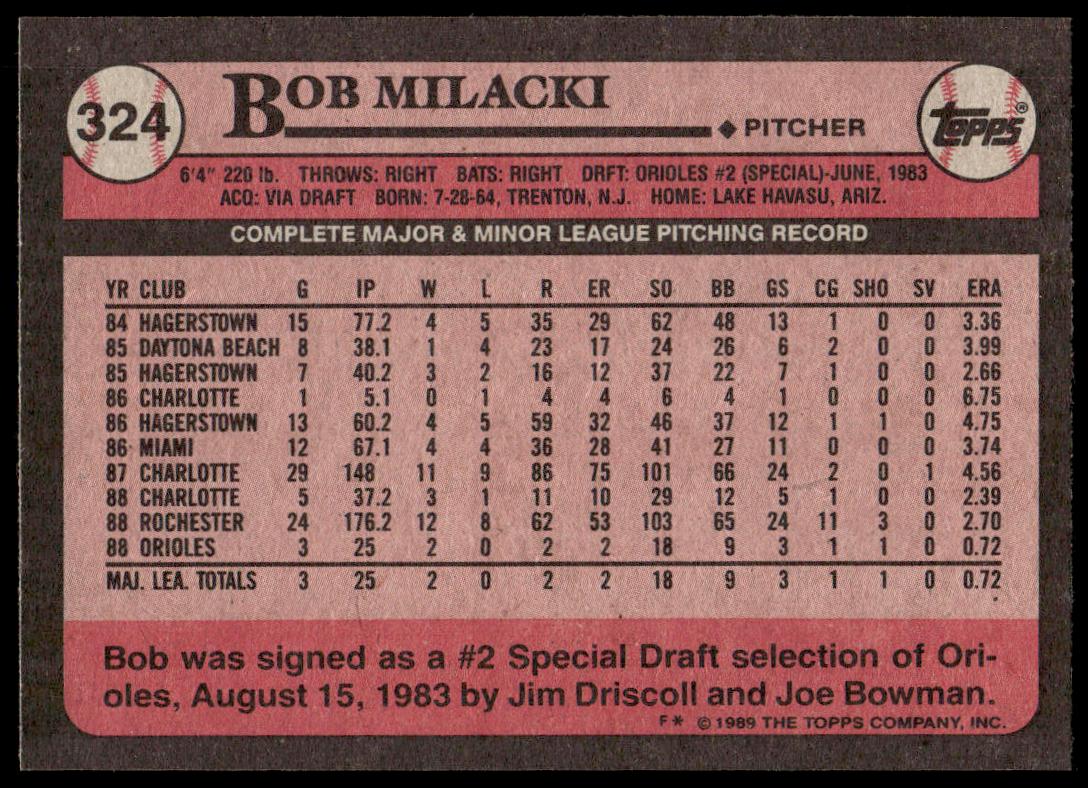 324
BOB MILACKI
◆ PITCHER
TOPPS®
6'4" 220 lb. THROWS: RIGHT BATS: RIGHT DRFT: ORIOLES #2 (SPECIAL)-JUNE, 1983
ACQ: VIA DRAFT BORN: 7-28-64, TRENTON, N.J. HOME: LAKE HAVASU, ARIZ.
COMPLETE MAJOR & MINOR LEAGUE PITCHING RECORD
YR CLUB G IP W L R ER SO BB GS CG SHO SV ERA
84 HAGERSTOWN 15 77.2 4 5 35 29 62 48 13 1 0 0 3.36
85 DAYTONA BEACH 8 38.1 1 4 23 17 24 26 6 2 0 0 3.99
85 HAGERSTOWN 7 40.2 3 2 16 12 37 22 7 1 0 0 2.66
86 CHARLOTTE 1 5.1 0 1 4 4 6 4 1 0 0 0 6.75
86 HAGERSTOWN 13 60.2 4 5 59 32 46 37 12 1 1 0 4.75
86 MIAMI 12 67.1 4 4 36 28 41 27 11 0 0 0 3.74
87 CHARLOTTE 29 148 11 9 86 75 101 66 24 2 0 1 4.56
88 CHARLOTTE 5 37.2 3 1 11 10 29 12 5 1 0 0 2.39
88 ROCHESTER 24 176.2 12 8 62 53 103 65 24 11 3 0 2.70
88 ORIOLES 3 25 2 0 2 2 18 9 3 1 1 0 0.72
MAJ. LEA. TOTALS 3 25 2 0 2 2 18 9 3 1 1 0 0.72
Bob was signed as a #2 Special Draft selection of Ori-
oles, August 15, 1983 by Jim Driscoll and Joe Bowman.
F* © 1989 THE TOPPS COMPANY, INC.